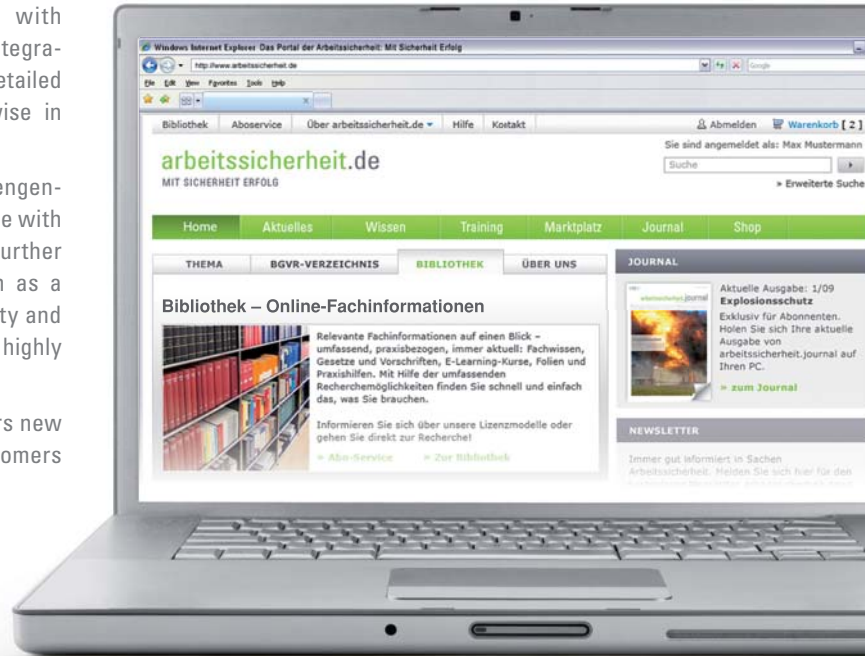 with
tegra-
etailed
ise in
engen-
e with
urther
as a
ty and
highly
rs new
omers
Windows Internet Explorer Das Portal der Arbeitssicherheit: Mit Sicherheit Erfolg
http://www.arbeitssicherheit.de
Google
File Edit View Favorites Tools Help
Bibliothek Aboservice Über arbeitssicherheit.de Hilfe Kontakt Abmelden Warenkorb [ 2 ]
Sie sind angemeldet als: Max Mustermann
arbeitssicherheit.de
MIT SICHERHEIT ERFOLG
Suche
» Erweiterte Suche
Home Aktuelles Wissen Training Marktplatz Journal Shop
THEMA BGVR-VERZEICHNIS BIBLIOTHEK ÜBER UNS
Bibliothek – Online-Fachinformationen
Relevante Fachinformationen auf einen Blick –
umfassend, praxisbezogen, immer aktuell: Fachwissen,
Gesetze und Vorschriften, E-Learning-Kurse, Folien und
Praxishilfen. Mit Hilfe der umfassenden
Recherchemöglichkeiten finden Sie schnell und einfach
das, was Sie brauchen.
Informieren Sie sich über unsere Lizenzmodelle oder
gehen Sie direkt zur Recherche!
» Abo-Service » Zur Bibliothek
JOURNAL
arbeitssicherheit.journal
Aktuelle Ausgabe: 1/09
Explosionsschutz
Exklusiv für Abonnenten.
Holen Sie sich Ihre aktuelle
Ausgabe von
arbeitssicherheit.journal auf
Ihren PC.
» zum Journal
NEWSLETTER
Immer gut informiert in Sachen
Arbeitssicherheit. Melden Sie sich hier für den